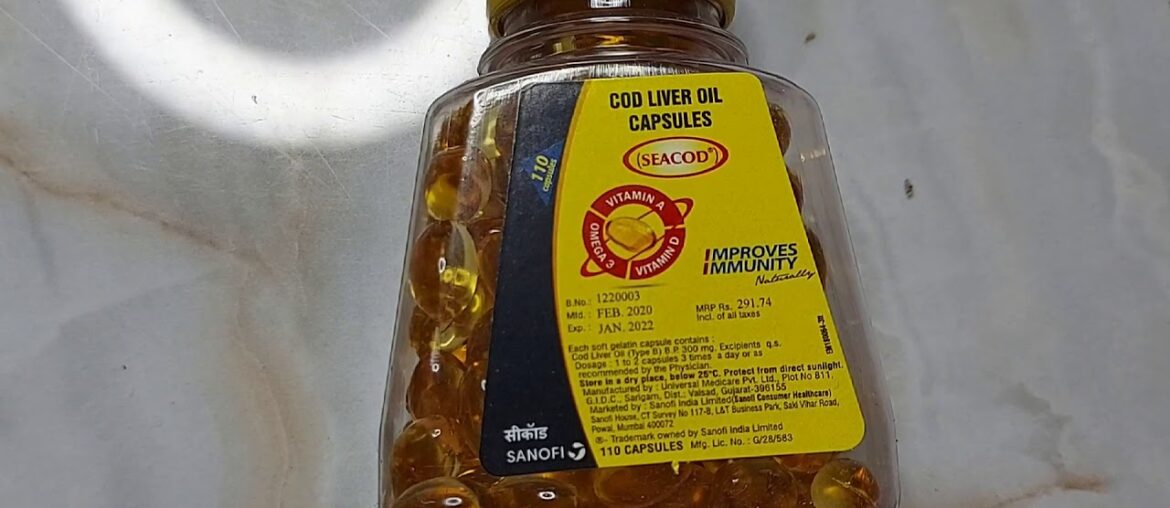 COD LIVER OIL
CAPSULES
(SEACOD®)
110
capsules
VITAMIN A
OMEGA 3
VITAMIN D
IMPROVES
IMMUNITY
Naturally
B.No.: 1220003
Mfd.: FEB. 2020
Exp.: JAN. 2022
MRP Rs. 291.74
Incl. of all taxes
Each soft gelatin capsule contains :
Cod Liver Oil (Type B) B.P. 300 mg. Excipients q.s.
Dosage : 1 to 2 capsules 3 times a day or as
recommended by the Physician.
Store in a dry place, below 25°C. Protect from direct sunlight.
Manufactured by : Universal Medicare Pvt. Ltd., Plot No 811,
G.I.D.C., Sarigam, Dist.: Valsad, Gujarat-396155
Marketed by : Sanofi India Limited(Sanofi Consumer Healthcare)
Sanofi House, CT Survey No 117-B, L&T Business Park, Saki Vihar Road,
Powai, Mumbai 400072
®- Trademark owned by Sanofi India Limited
110 CAPSULES Mfg. Lic. No. : G/28/583
सीकॉड
SANOFI